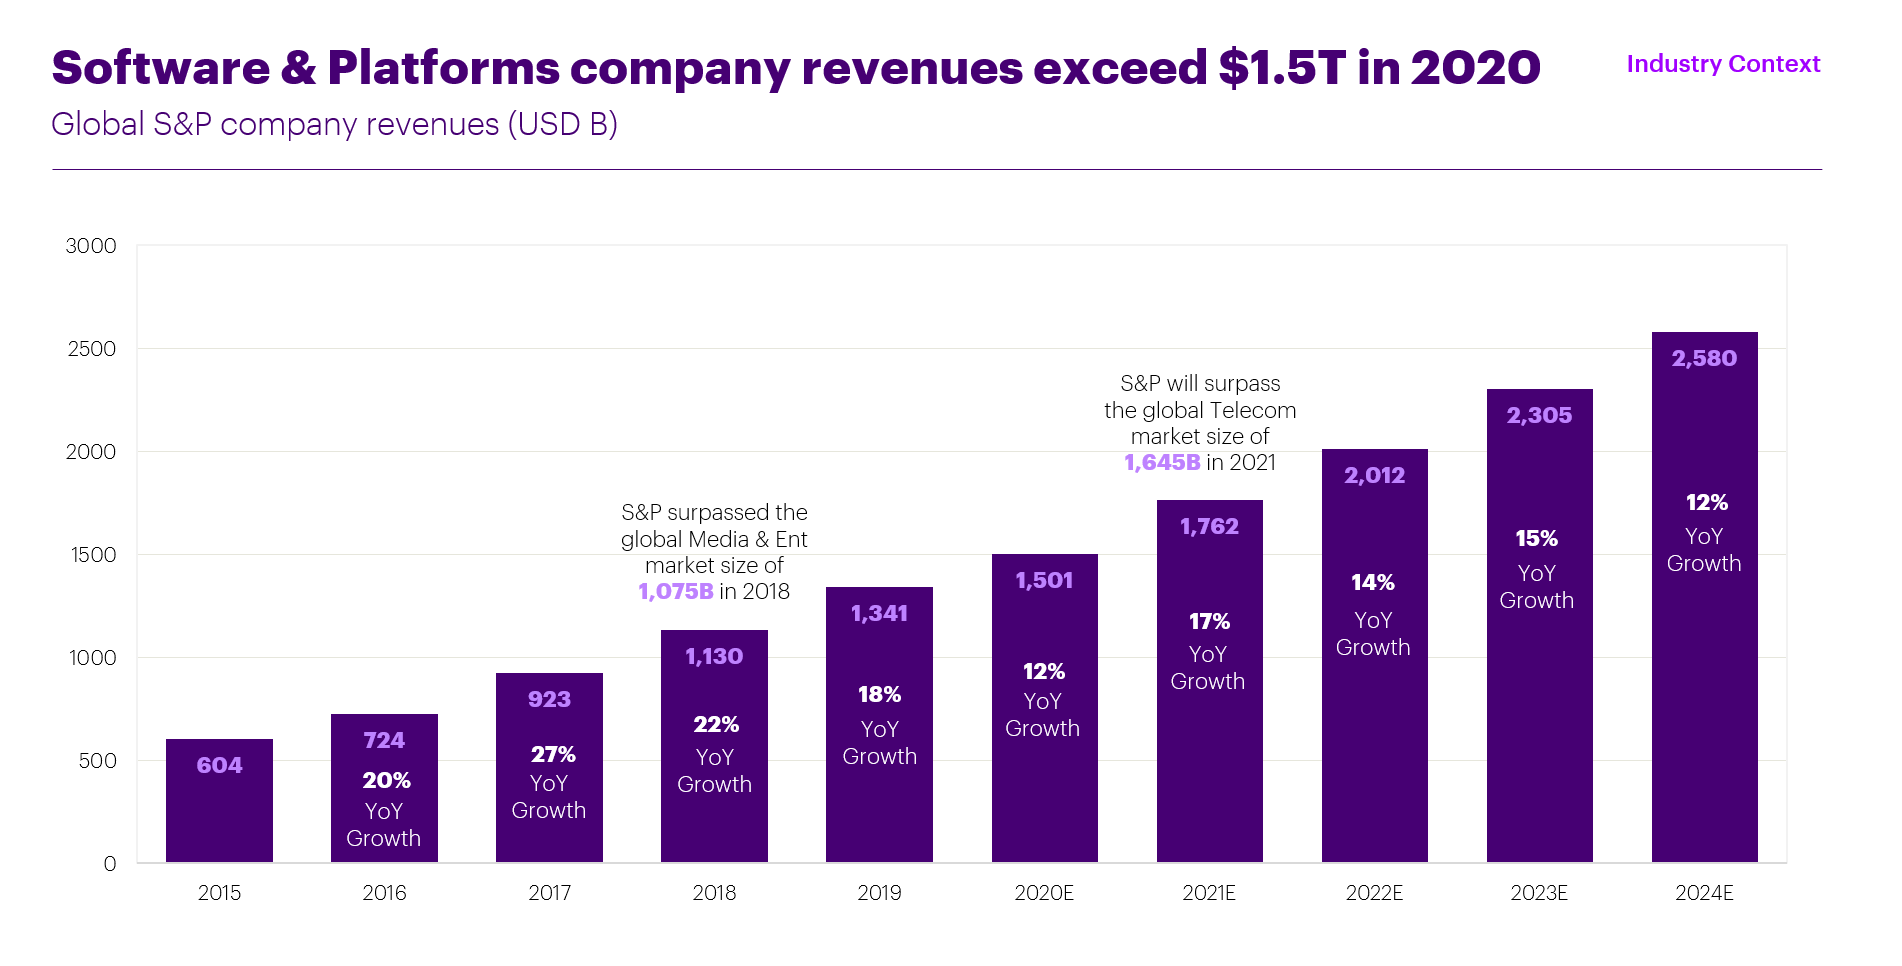 Software & Platforms company revenues exceed $1.5T in 2020
Industry Context
Global S&P company revenues (USD B)
3000
2500
2000
1500
1000
500
0
604
724
20%
YoY
Growth
923
27%
YoY
Growth
S&P surpassed the
global Media & Ent
market size of
1,075B in 2018
1,130
22%
YoY
Growth
1,341
18%
YoY
Growth
1,501
12%
YoY
Growth
S&P will surpass
the global Telecom
market size of
1,645B in 2021
1,762
17%
YoY
Growth
2,012
14%
YoY
Growth
2,305
15%
YoY
Growth
2,580
12%
YoY
Growth
2015
2016
2017
2018
2019
2020E
2021E
2022E
2023E
2024E